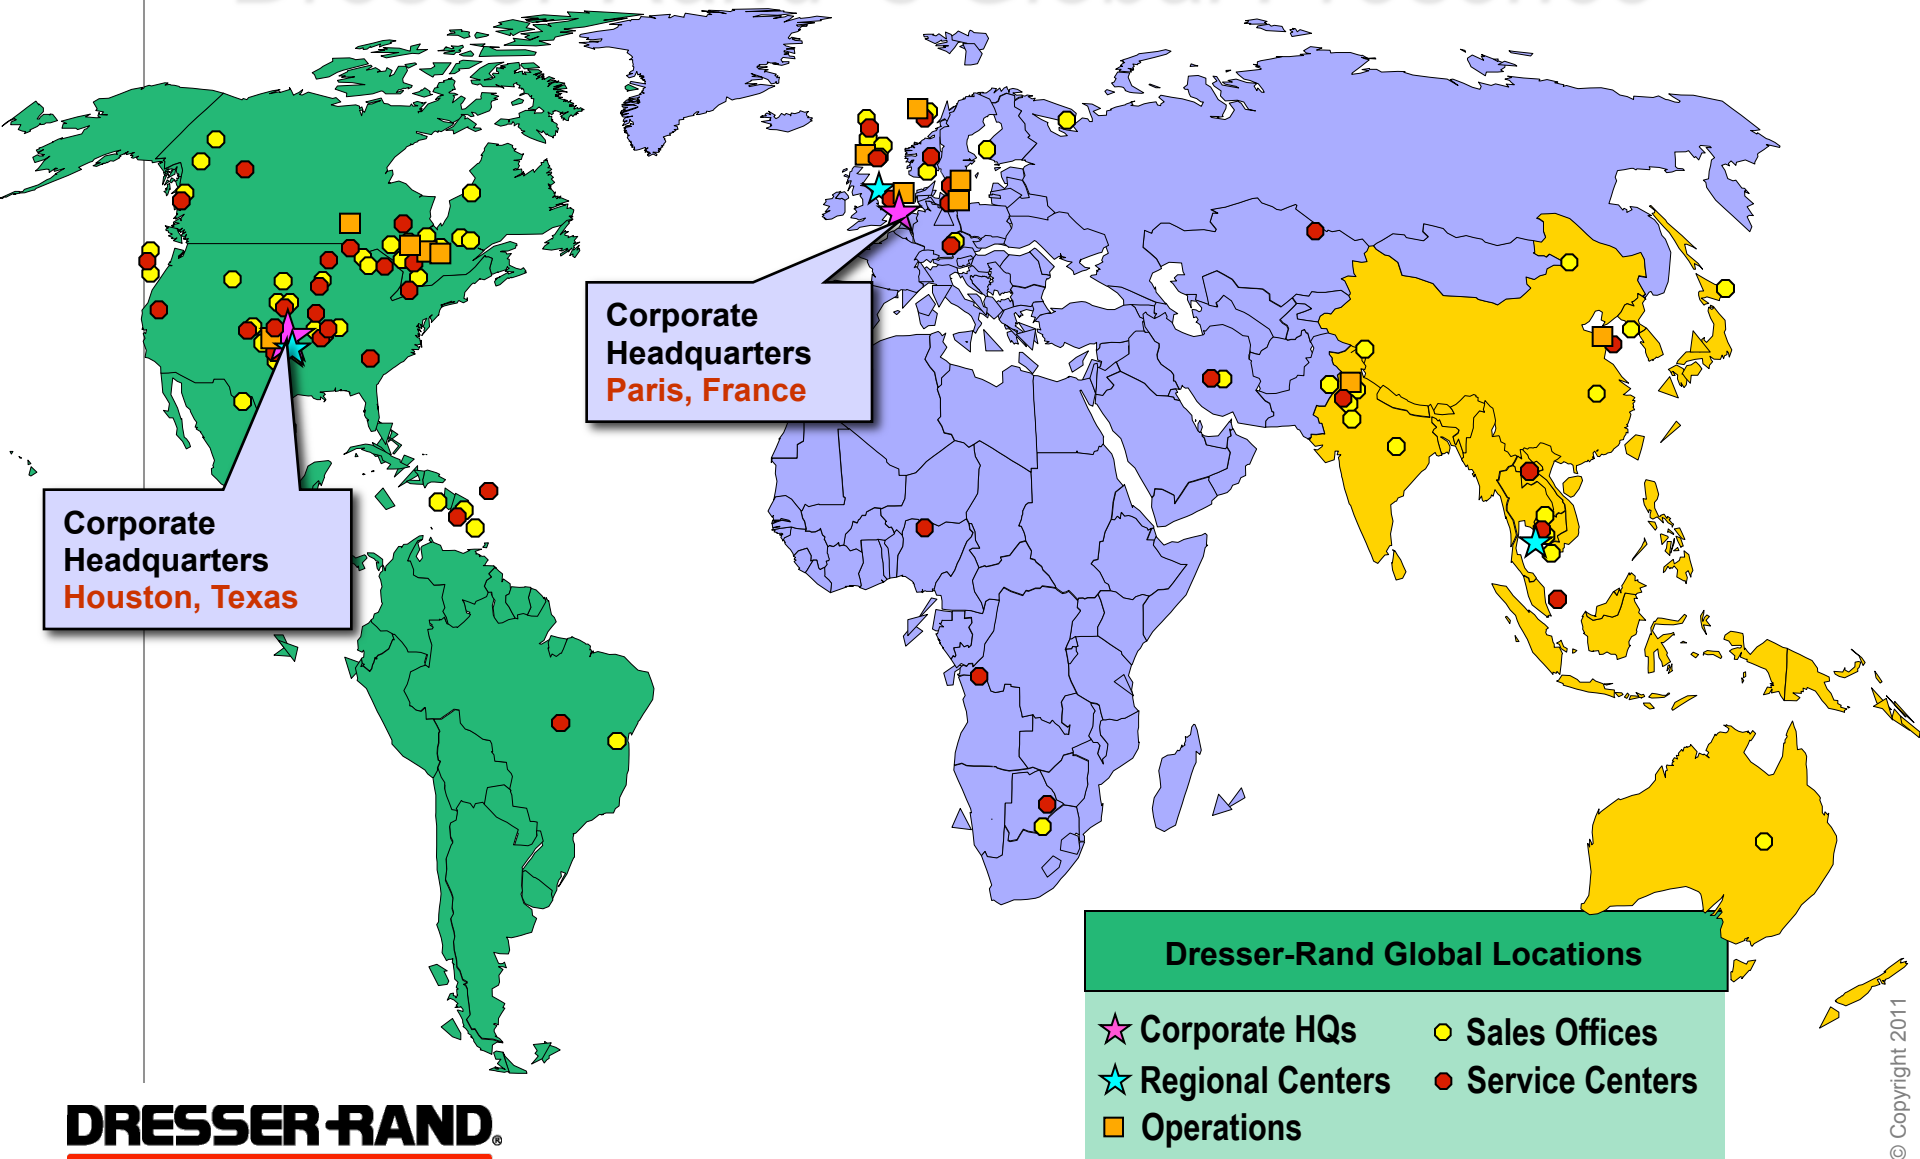 Corporate
Headquarters
Paris, France
Corporate
Headquarters
Houston, Texas
Dresser-Rand Global Locations
Corporate HQs
Sales Offices
Regional Centers
Service Centers
Operations
DRESSER-RAND®
© Copyright 2011